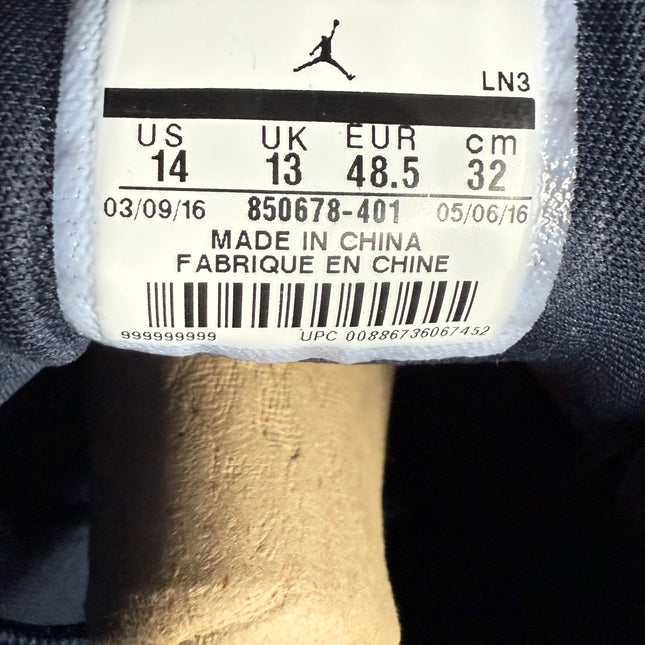 LN3
US UK EUR cm
14 13 48.5 32
03/09/16 850678-401 05/06/16
MADE IN CHINA
FABRIQUE EN CHINE
999999999 UPC 00886736067452